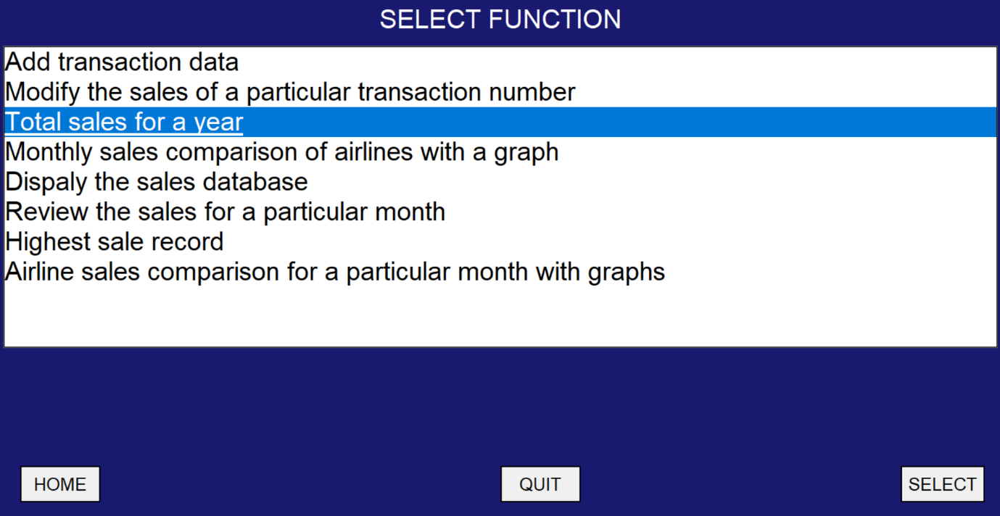 SELECT FUNCTION
Add transaction data
Modify the sales of a particular transaction number
Total sales for a year
Monthly sales comparison of airlines with a graph
Dispaly the sales database
Review the sales for a particular month
Highest sale record
Airline sales comparison for a particular month with graphs
HOME
QUIT
SELECT